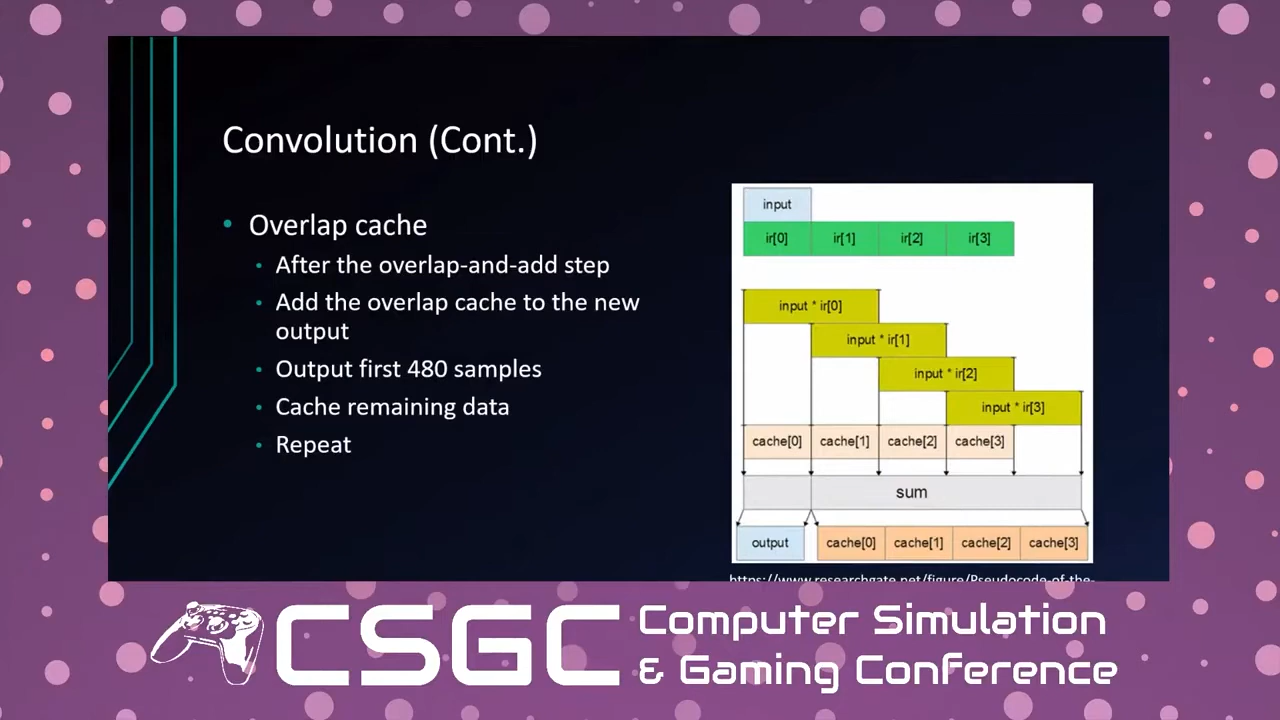 Convolution (Cont.)
• Overlap cache
• After the overlap-and-add step
• Add the overlap cache to the new
output
• Output first 480 samples
• Cache remaining data
• Repeat
input
ir[0] ir[1] ir[2] ir[3]
input * ir[0]
input * ir[1]
input * ir[2]
input * ir[3]
cache[0] cache[1] cache[2] cache[3]
sum
output cache[0] cache[1] cache[2] cache[3]
https://www.researchgate.net/figure/Pseudocode-of-the-
CSGC Computer Simulation
& Gaming Conference